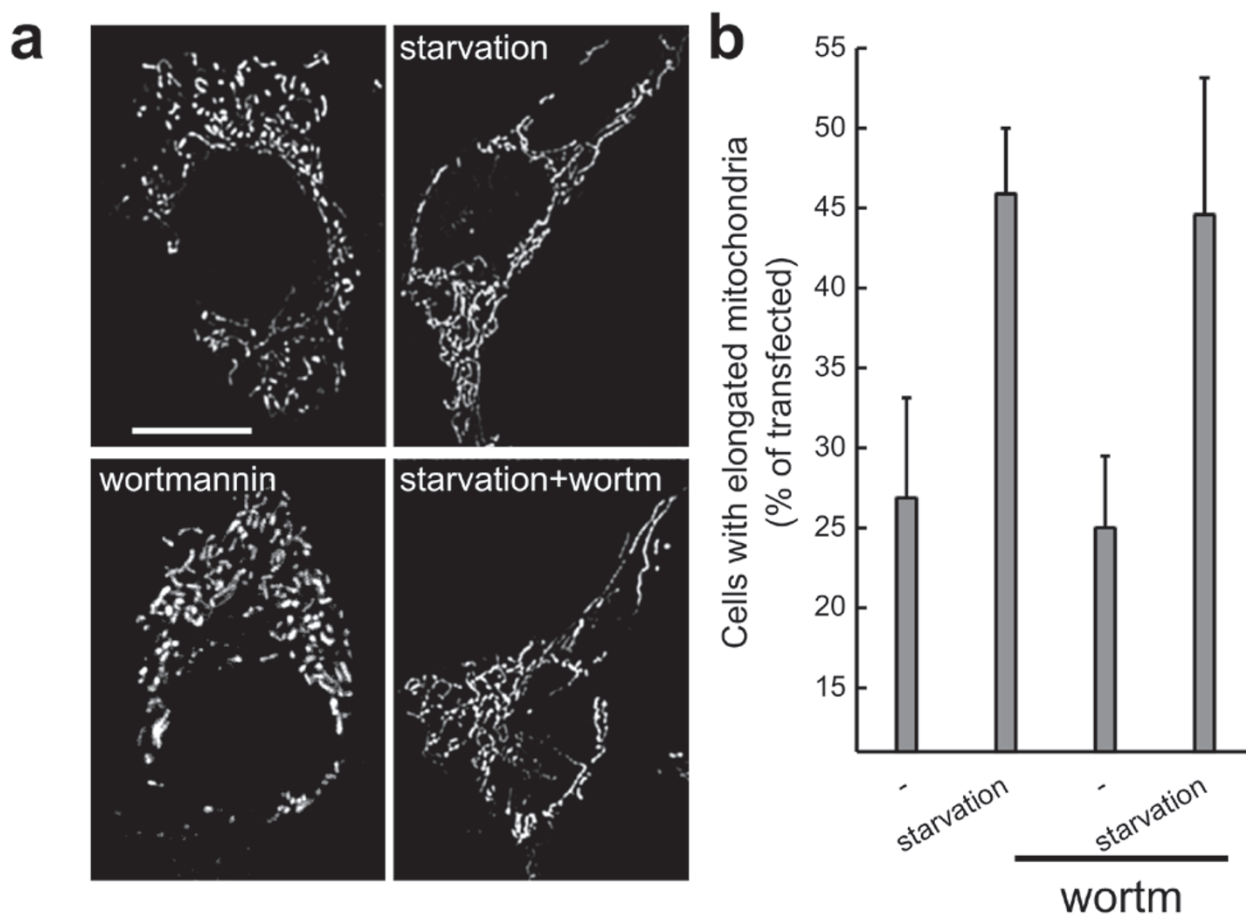 a
starvation
wortmannin
starvation+wortm
b
Cells with elongated mitochondria
(% of transfected)
55
50
45
40
35
30
25
20
15
-
starvation
-
starvation
wortm